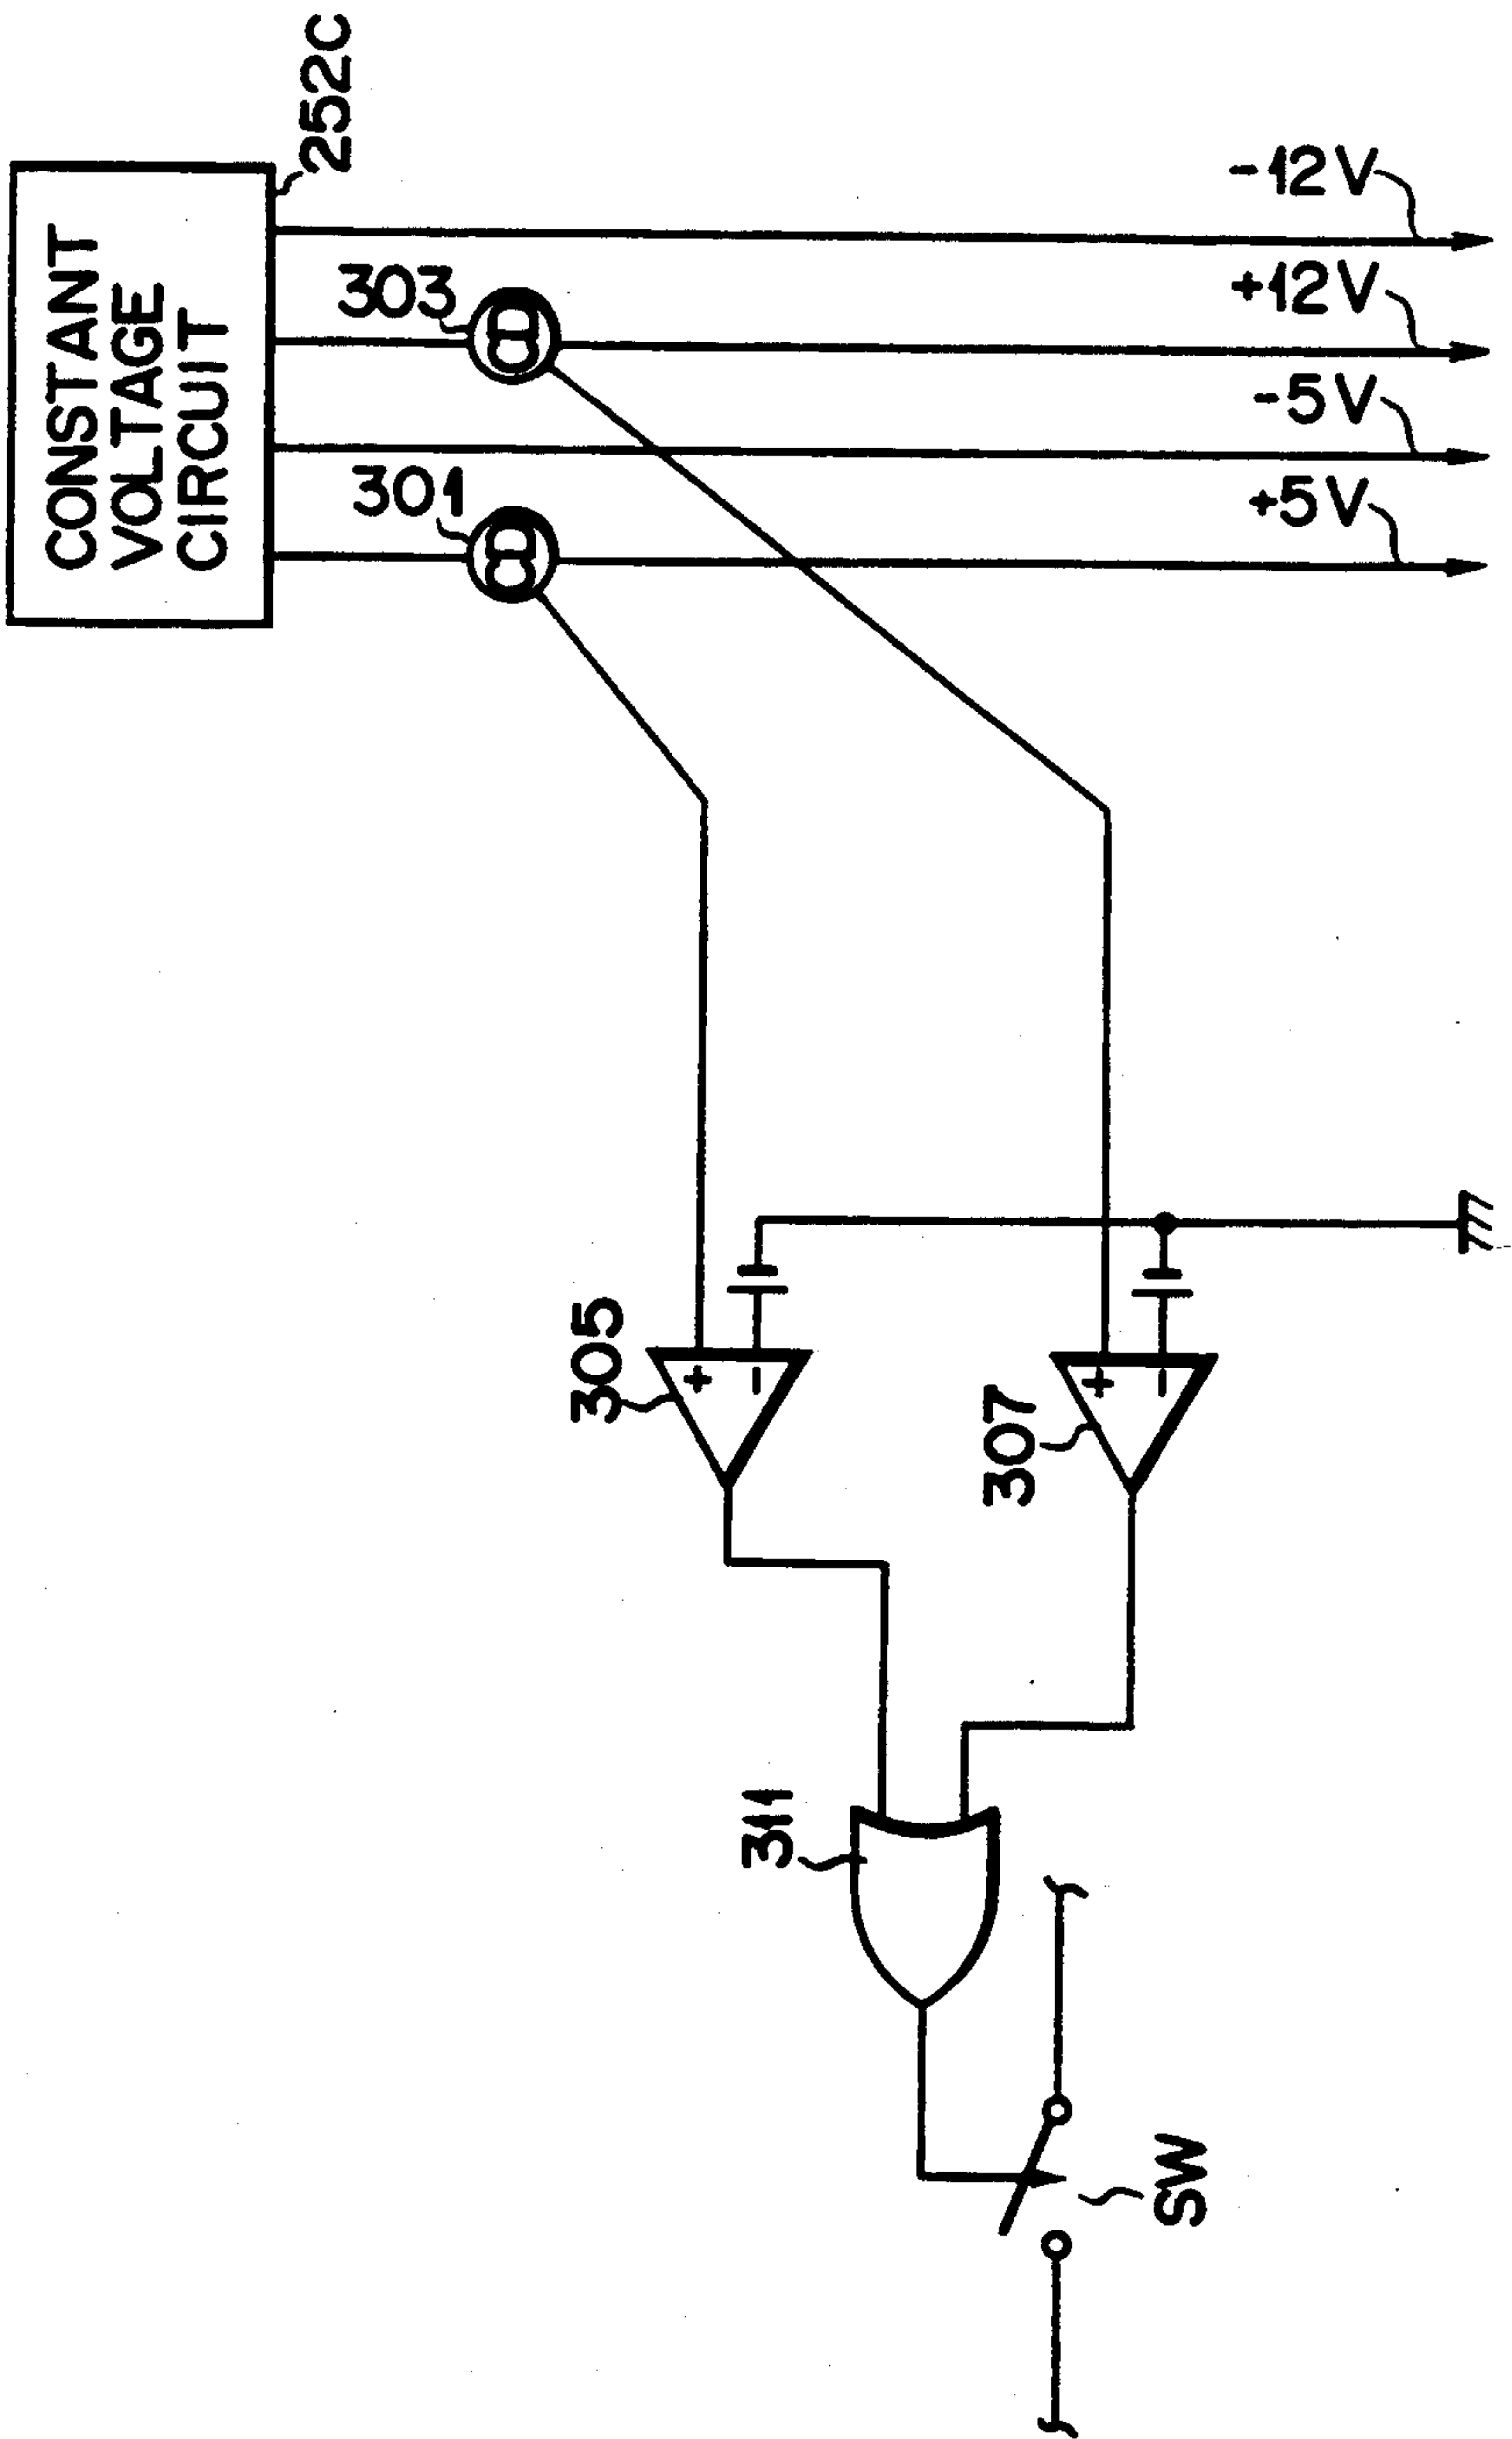 CONSTANT
VOLTAGE
CIRCUIT
252C
303
301
-12V
+12V
-5V
+5V
305
+
-
307
+
-
311
SW